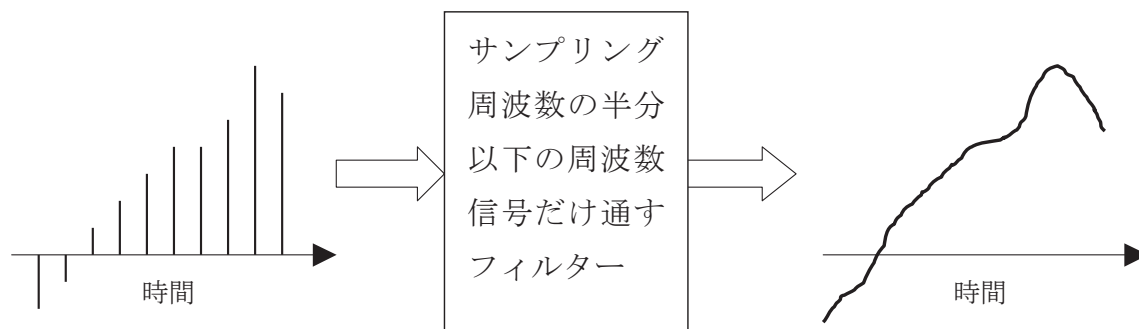 サンプリング
周波数の半分
以下の周波数
信号だけ通す
フィルター
時間
時間